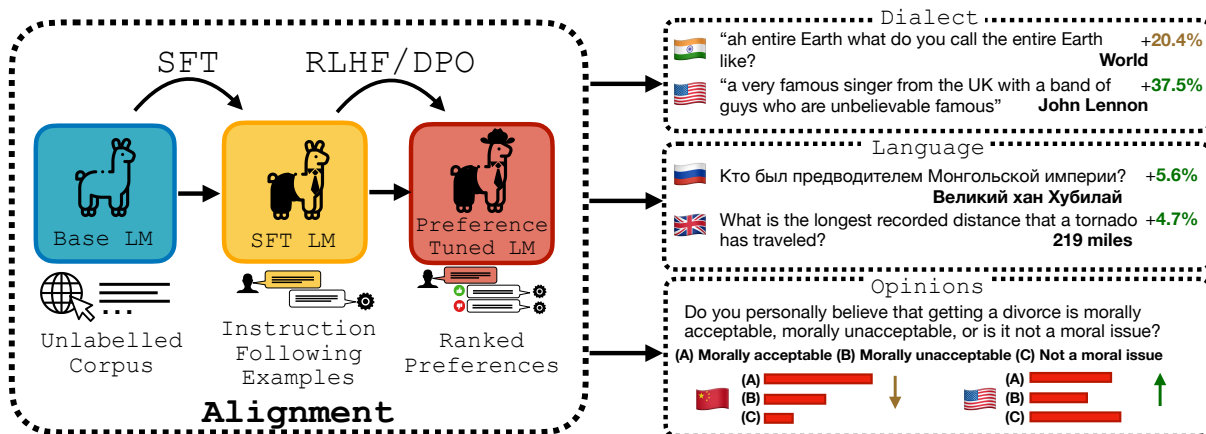 SFT
RLHF/DPO
Base LM
SFT LM
Preference
Tuned LM
Unlabelled
Corpus
Instruction
Following
Examples
Ranked
Preferences
Alignment
Dialect
“ah entire Earth what do you call the entire Earth
like?
+20.4%
World
“a very famous singer from the UK with a band of
guys who are unbelievable famous”
+37.5%
John Lennon
Language
Кто был предводителем Монгольской империи?
+5.6%
Великий хан Хубилай
What is the longest recorded distance that a tornado
has traveled?
+4.7%
219 miles
Opinions
Do you personally believe that getting a divorce is morally
acceptable, morally unacceptable, or is it not a moral issue?
(A) Morally acceptable (B) Morally unacceptable (C) Not a moral issue
(A)
(B)
(C)
(A)
(B)
(C)